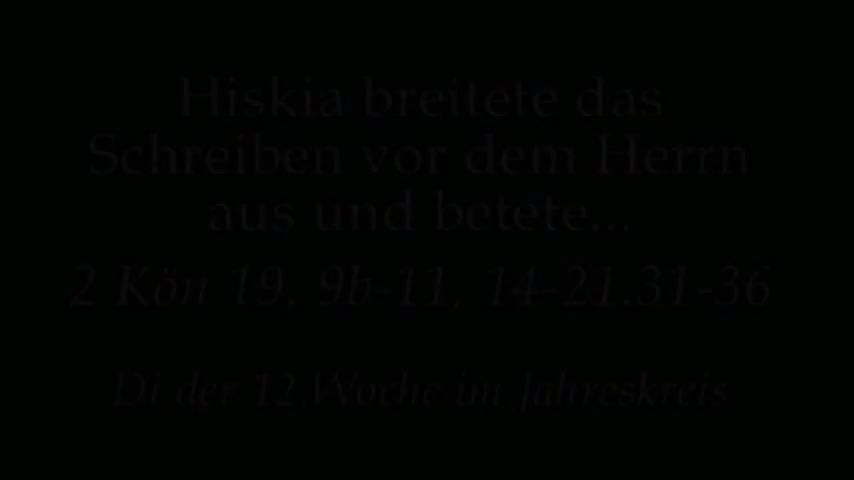 Hiskia breitete das
Schreiben vor dem Herrn
aus und betete...
2 Kön 19, 9b-11, 14-21.31-36
Di der 12.Woche im Jahreskreis